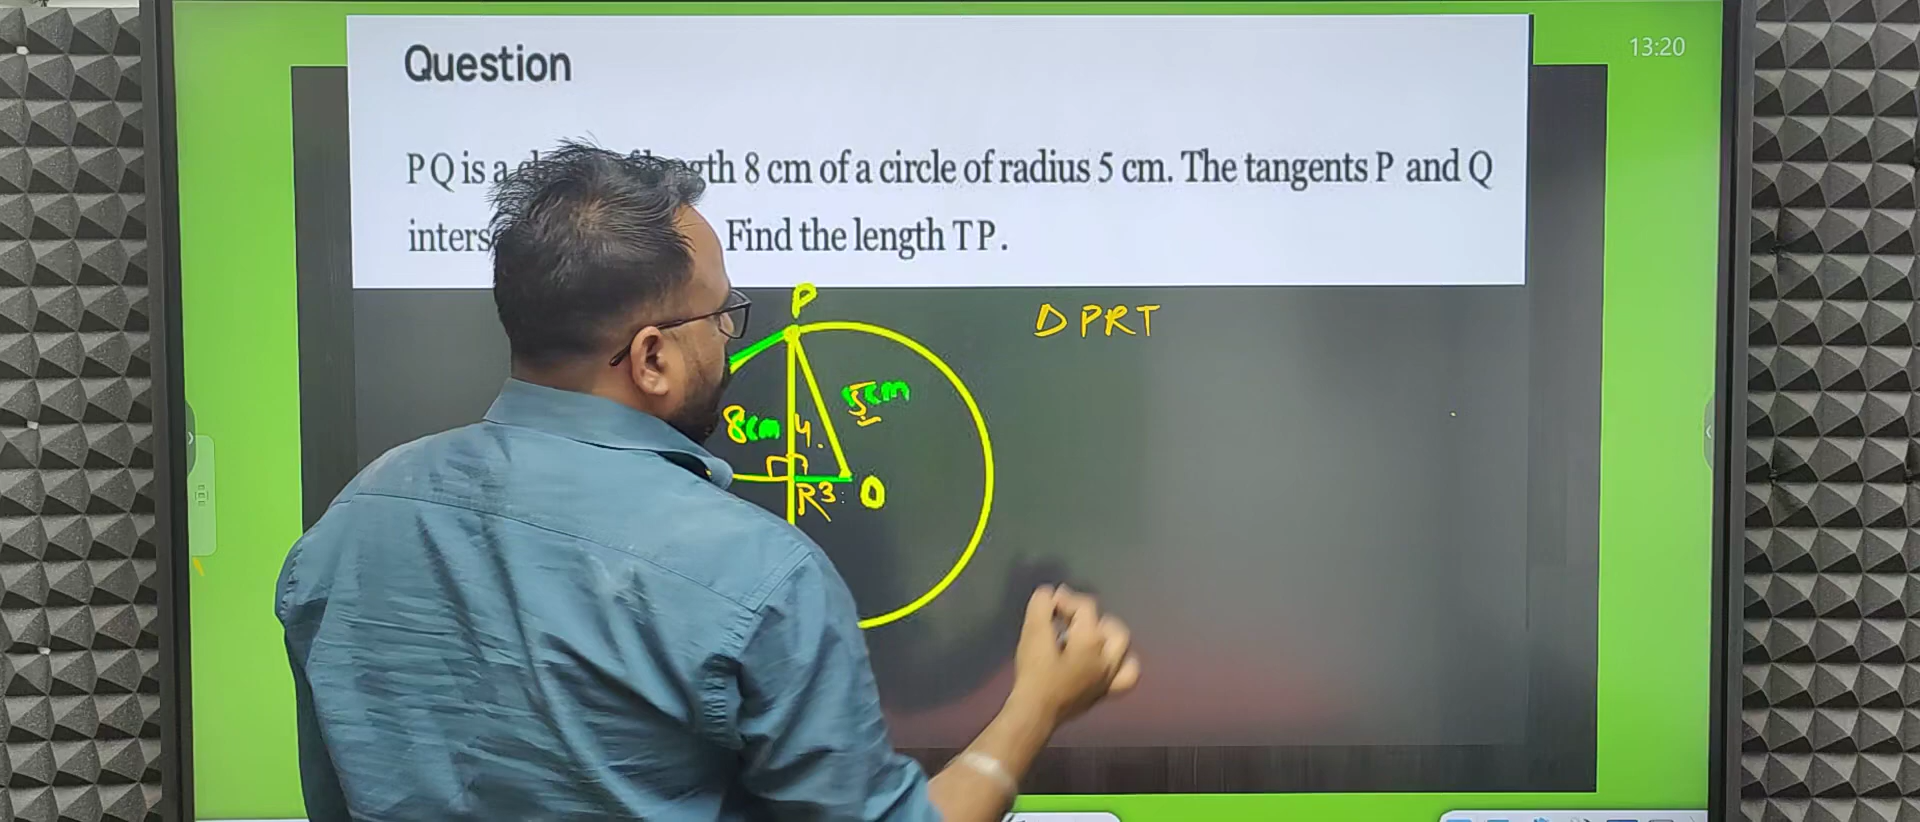 13:20
Question
PQ is a gth 8 cm of a circle of radius 5 cm. The tangents P and Q
inters Find the length TP.
P
Δ PRT
5cm
8cm 4
R 3 O